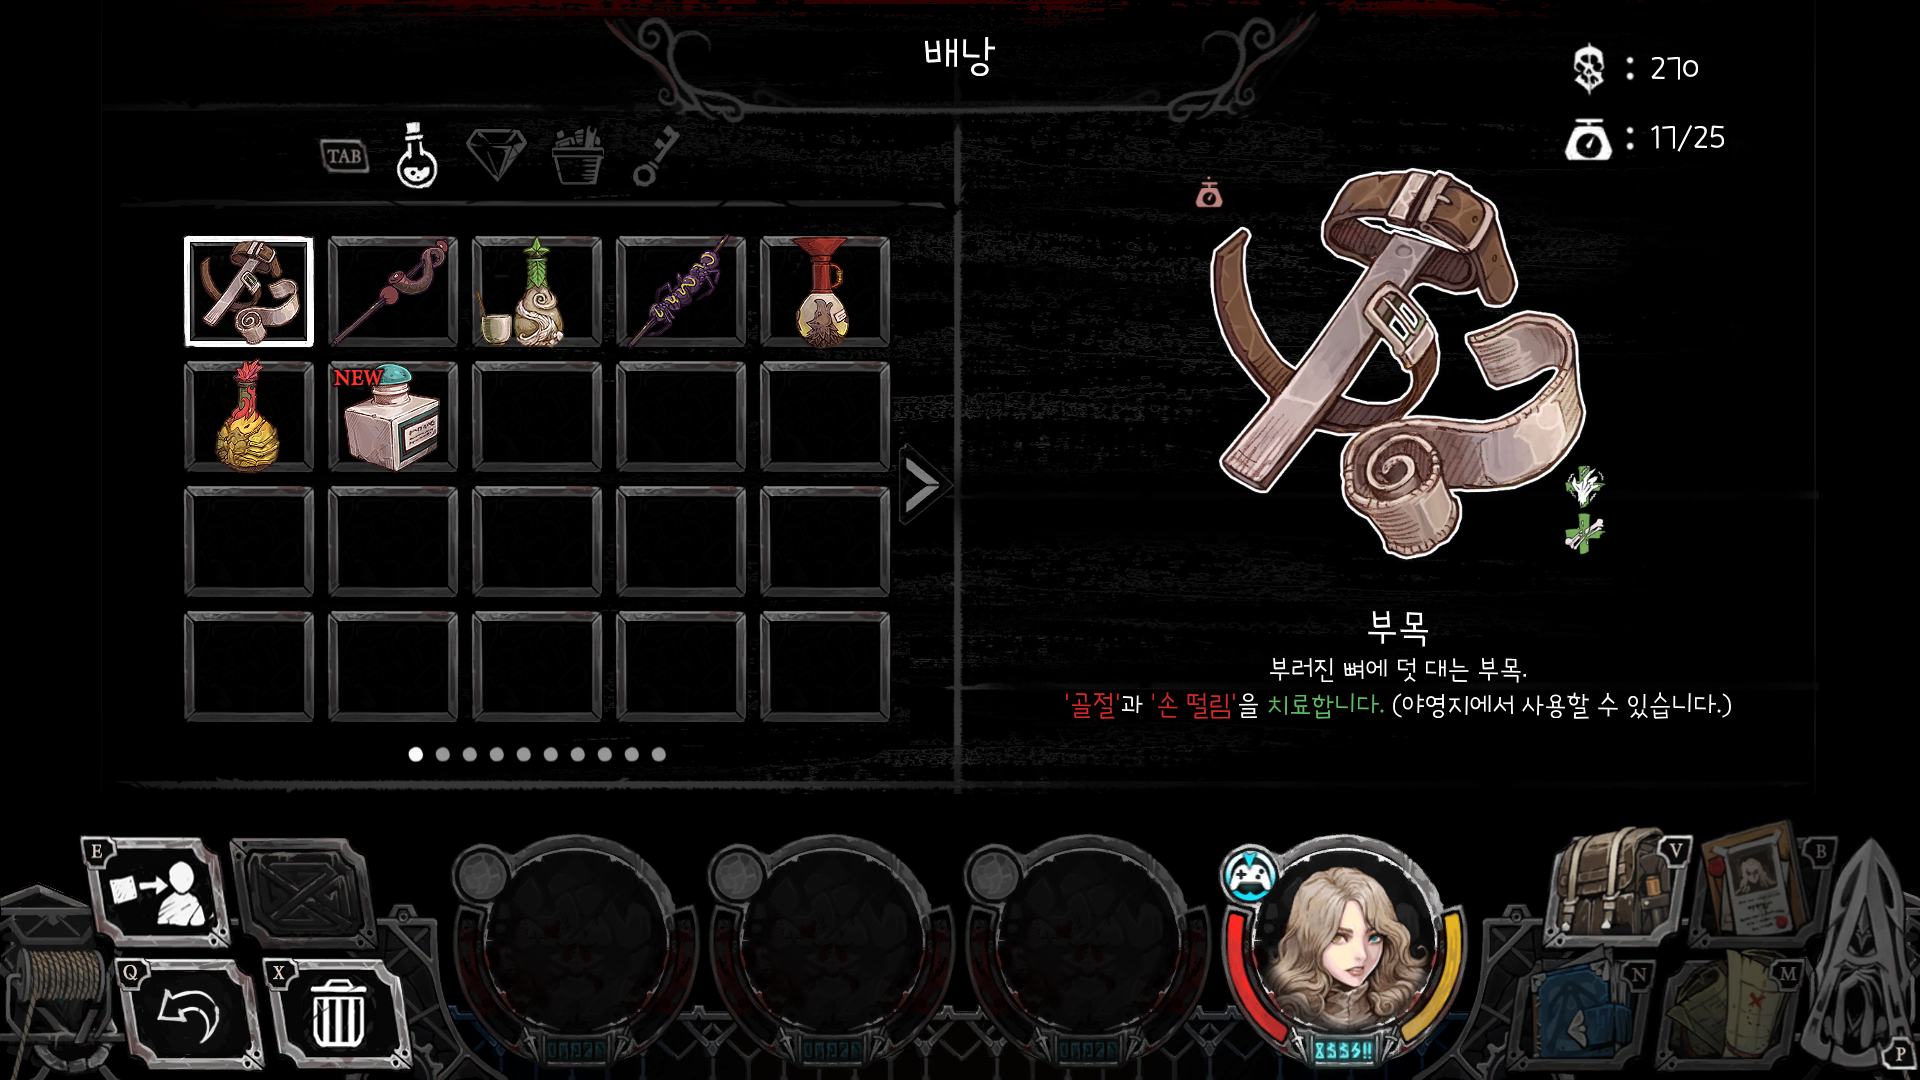 배낭
: 270
: 17/25
TAB
NEW
부목
부러진 뼈에 덧 대는 부목.
'골절'과 '손 떨림'을 치료합니다. (야영지에서 사용할 수 있습니다.)
E
V
B
Q
X
N
M
P